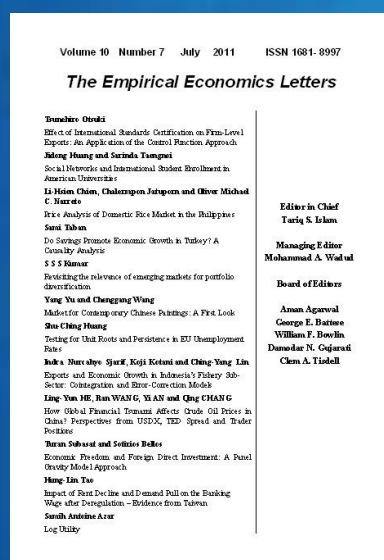 Volume 10 Number 7 July 2011 ISSN 1681- 8997
The Empirical Economics Letters
Tsunehiro Otsuki
Effect of International Standards Certification on Firm-Level
Exports: An Application of the Control Function Approach
Jidong Huang and Sarinda Taengnoi
Social Networks and International Student Enrollment in
American Universities
Li-Hsien Chien, Chalermpon Jatuporn and Oliver Michael
C. Narreto
Price Analysis of Domestic Rice Market in the Philippines
Sami Taban
Do Savings Promote Economic Growth in Turkey? A
Causality Analysis
S S S Kumar
Revisiting the relevance of emerging markets for portfolio
diversification
Yang Yu and Chenggang Wang
Market for Contemporary Chinese Paintings: A First Look
Shu-Ching Huang
Testing for Unit Roots and Persistence in EU Unemployment
Rates
Indra Nurcahyo Sjarif, Koji Kotani and Ching-Yang Lin
Exports and Economic Growth in Indonesia's Fishery Sub-
Sector: Cointegration and Error-Correction Models
Ling-Yun HE, Ran WANG, Yi AN and Qing CHANG
How Global Financial Tsunami Affects Crude Oil Prices in
China? Perspectives from USDX, TED Spread and Trader
Positions
Turan Subasat and Sotirios Bellos
Economic Freedom and Foreign Direct Investment: A Panel
Gravity Model Approach
Hung-Lin Tao
Impact of Rent Decline and Demand Pull on the Banking
Wage after Deregulation – Evidence from Taiwan
Samih Antoine Azar
Log Utility
Editor in Chief
Tariq S. Islam
Managing Editor
Mohammad A. Wadud
Board of Editors
Aman Agarwal
George E. Battese
William F. Bowlin
Damodar N. Gujarati
Clem A. Tisdell